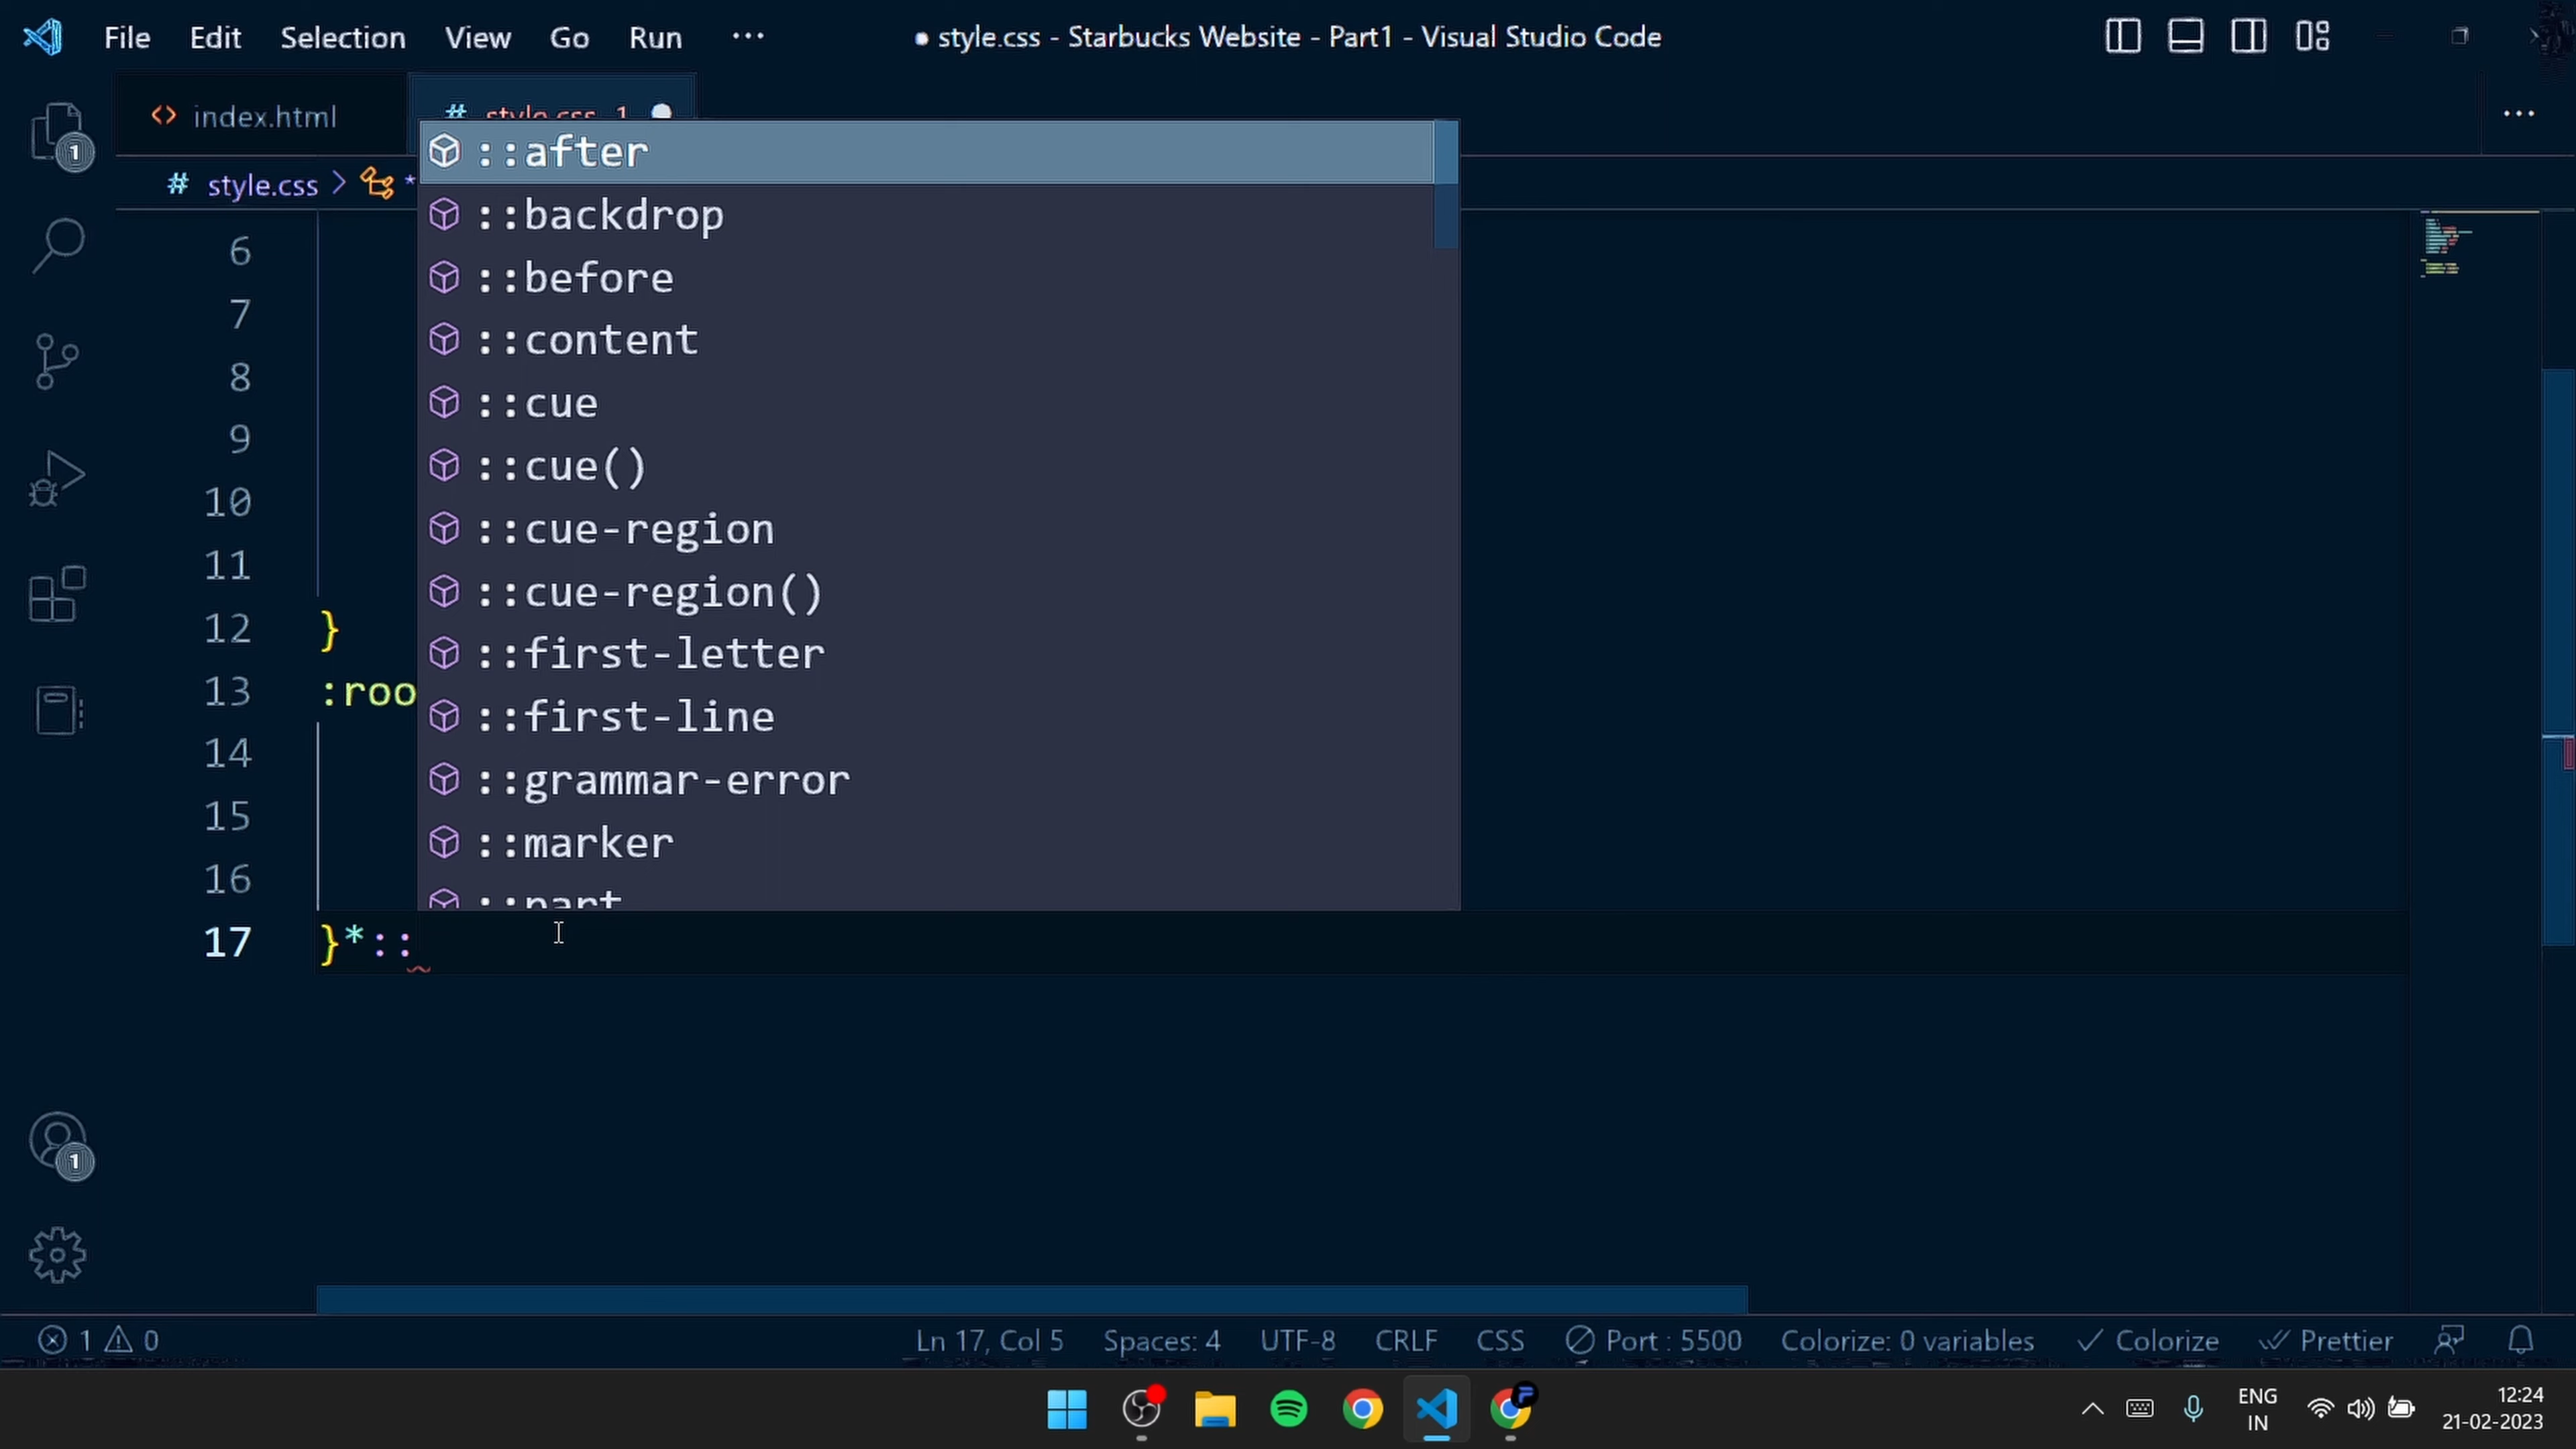 File Edit Selection View Go Run ··· ● style.css - Starbucks Website - Part1 - Visual Studio Code
<> index.html # style.css 1 ● ···
1
# style.css > *
::after
::backdrop
::before
::content
::cue
::cue()
::cue-region
::cue-region()
::first-letter
::first-line
::grammar-error
::marker
::part
6
7
8
9
10
11
12 }
13 :roo
14
15
16
17 }*::
1
1 0 Ln 17, Col 5 Spaces: 4 UTF-8 CRLF CSS Port : 5500 Colorize: 0 variables Colorize Prettier
ENG 12:24
IN 21-02-2023